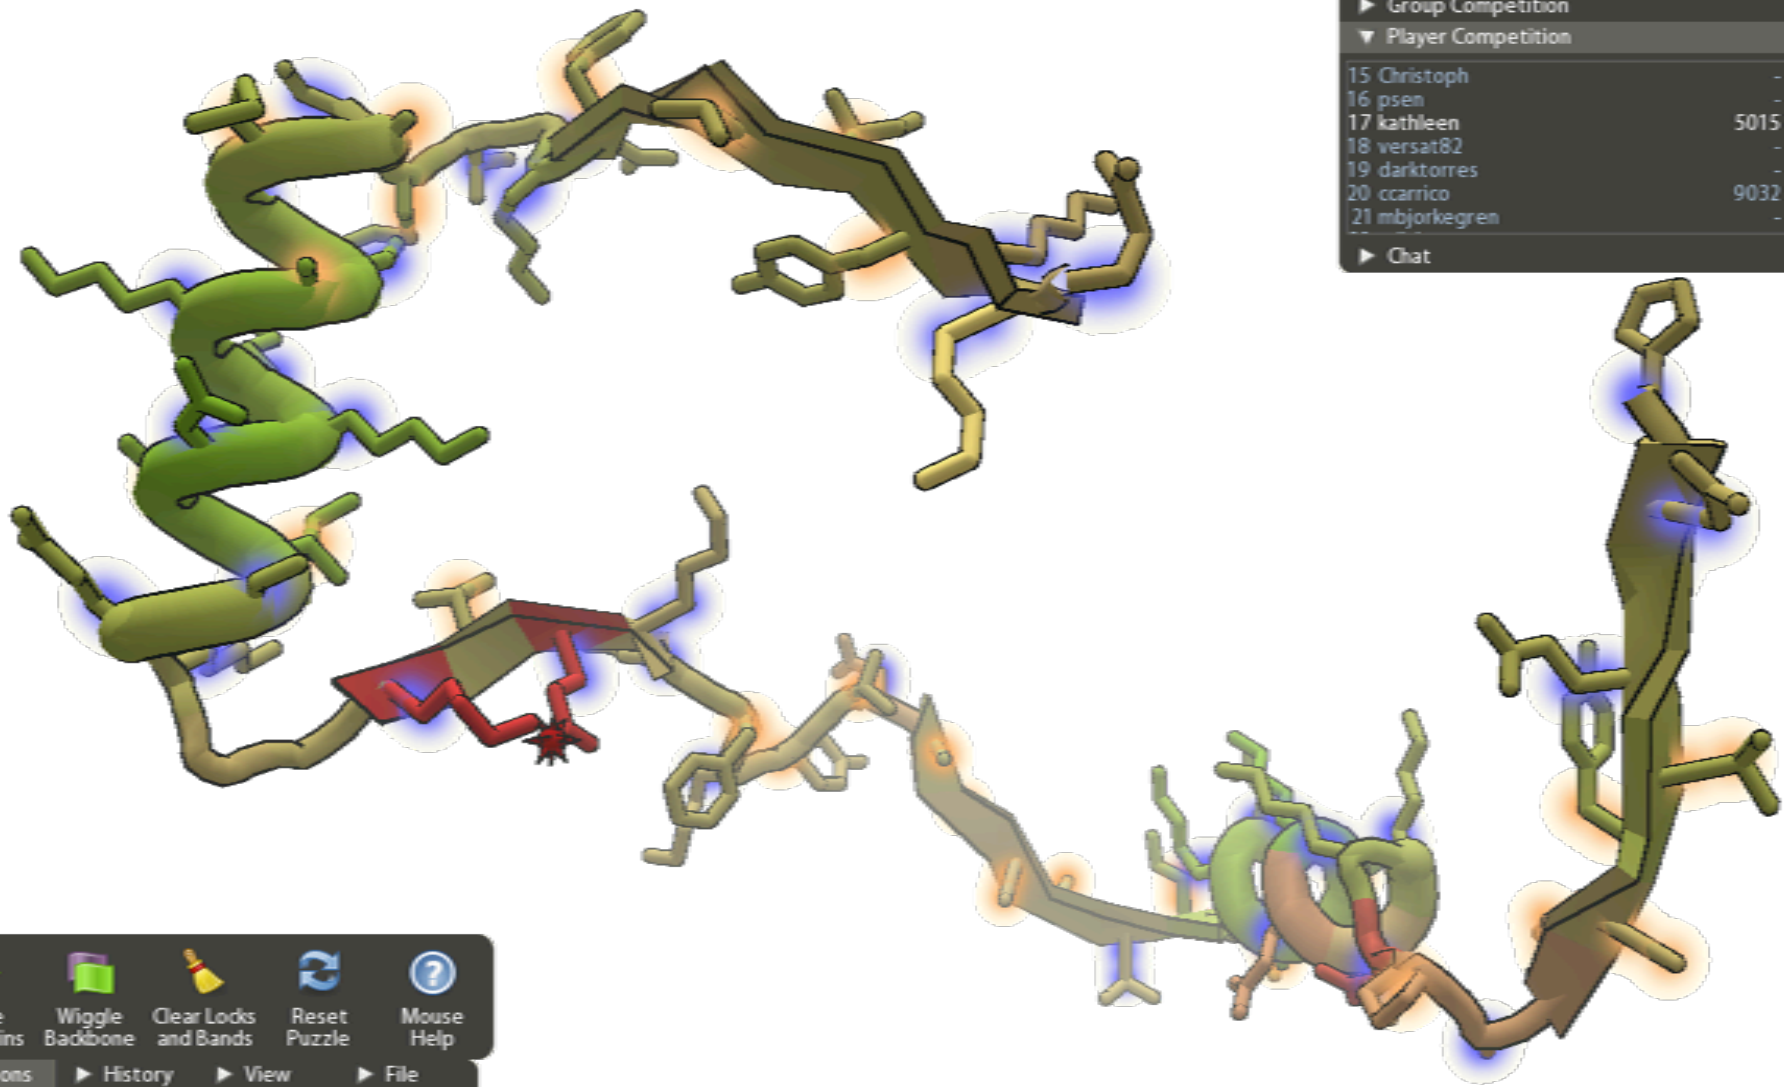 Group Competition
Player Competition
15 Christoph -
16 psen -
17 kathleen 5015
18 versat82 -
19 darktorres -
20 ccarrico 9032
21 mbjorkegren -
Chat
Wiggle Backbone
Clear Locks and Bands
Reset Puzzle
Mouse Help
History
View
File